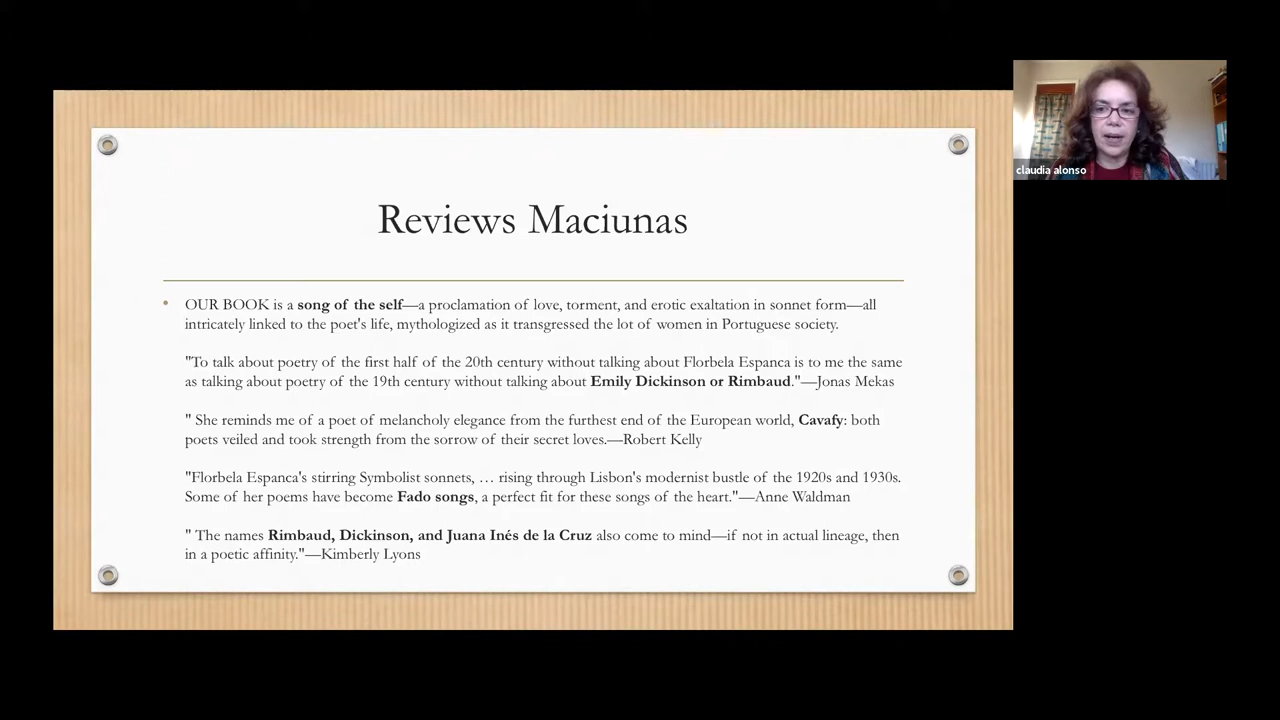 Reviews Maciunas
• OUR BOOK is a song of the self—a proclamation of love, torment, and erotic exaltation in sonnet form—all
intricately linked to the poet's life, mythologized as it transgressed the lot of women in Portuguese society.
"To talk about poetry of the first half of the 20th century without talking about Florbela Espanca is to me the same
as talking about poetry of the 19th century without talking about Emily Dickinson or Rimbaud."—Jonas Mekas
" She reminds me of a poet of melancholy elegance from the furthest end of the European world, Cavafy: both
poets veiled and took strength from the sorrow of their secret loves.—Robert Kelly
"Florbela Espanca's stirring Symbolist sonnets, … rising through Lisbon's modernist bustle of the 1920s and 1930s.
Some of her poems have become Fado songs, a perfect fit for these songs of the heart."—Anne Waldman
" The names Rimbaud, Dickinson, and Juana Inés de la Cruz also come to mind—if not in actual lineage, then
in a poetic affinity."—Kimberly Lyons
claudia alonso